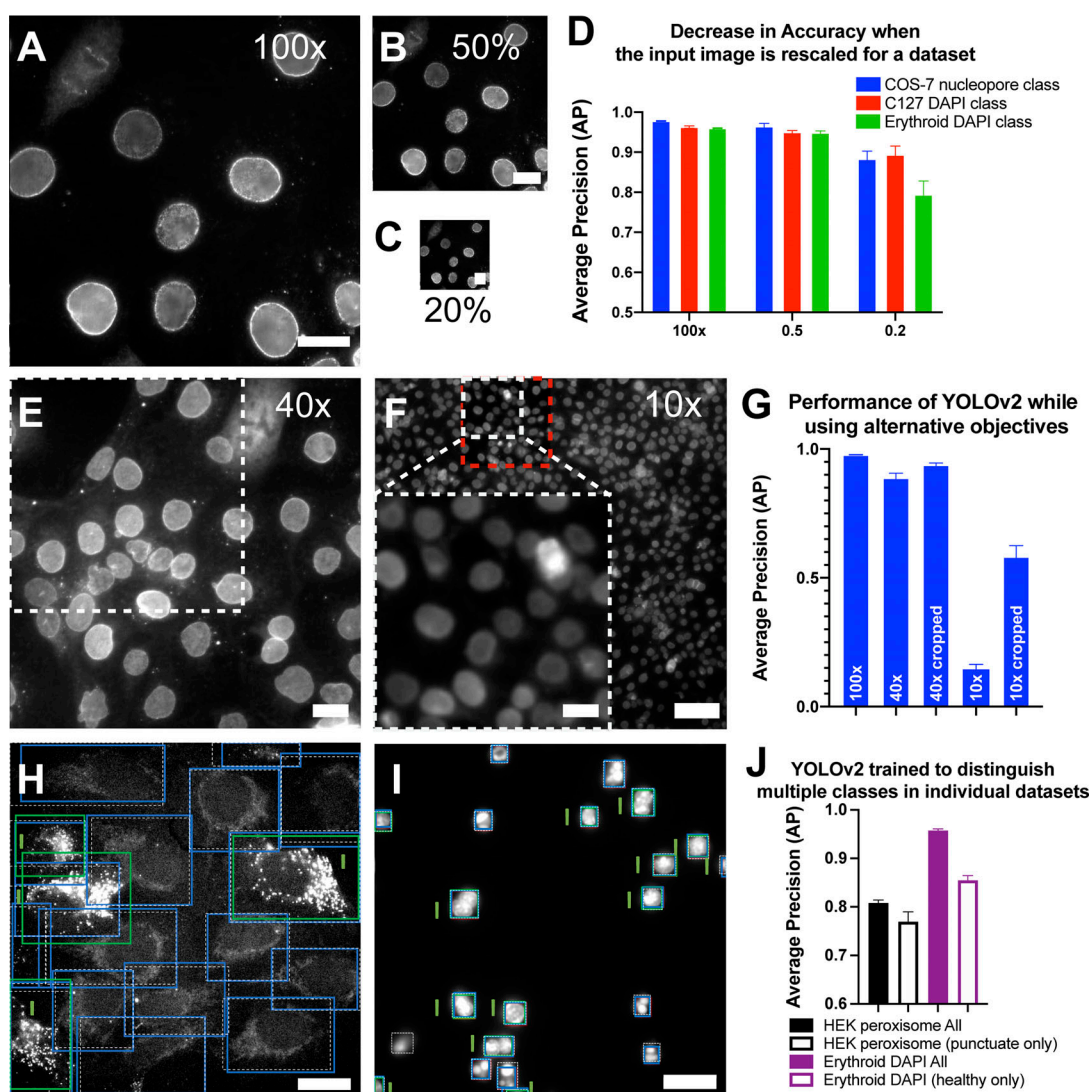 A
100x
B
50%
C
20%
D
Decrease in Accuracy when
the input image is rescaled for a dataset
COS-7 nucleopore class
C127 DAPI class
Erythroid DAPI class
Average Precision (AP)
1.0
0.9
0.8
0.7
0.6
0.5
100x
0.5
0.2
E
40x
F
10x
G
Performance of YOLOv2 while
using alternative objectives
Average Precision (AP)
1.0
0.5
0.0
100x
40x
40x cropped
10x
10x cropped
H
I
J
YOLOv2 trained to distinguish
multiple classes in individual datasets
Average Precision (AP)
1.0
0.9
0.8
0.7
0.6
HEK peroxisome All
HEK peroxisome (punctuate only)
Erythroid DAPI All
Erythroid DAPI (healthy only)